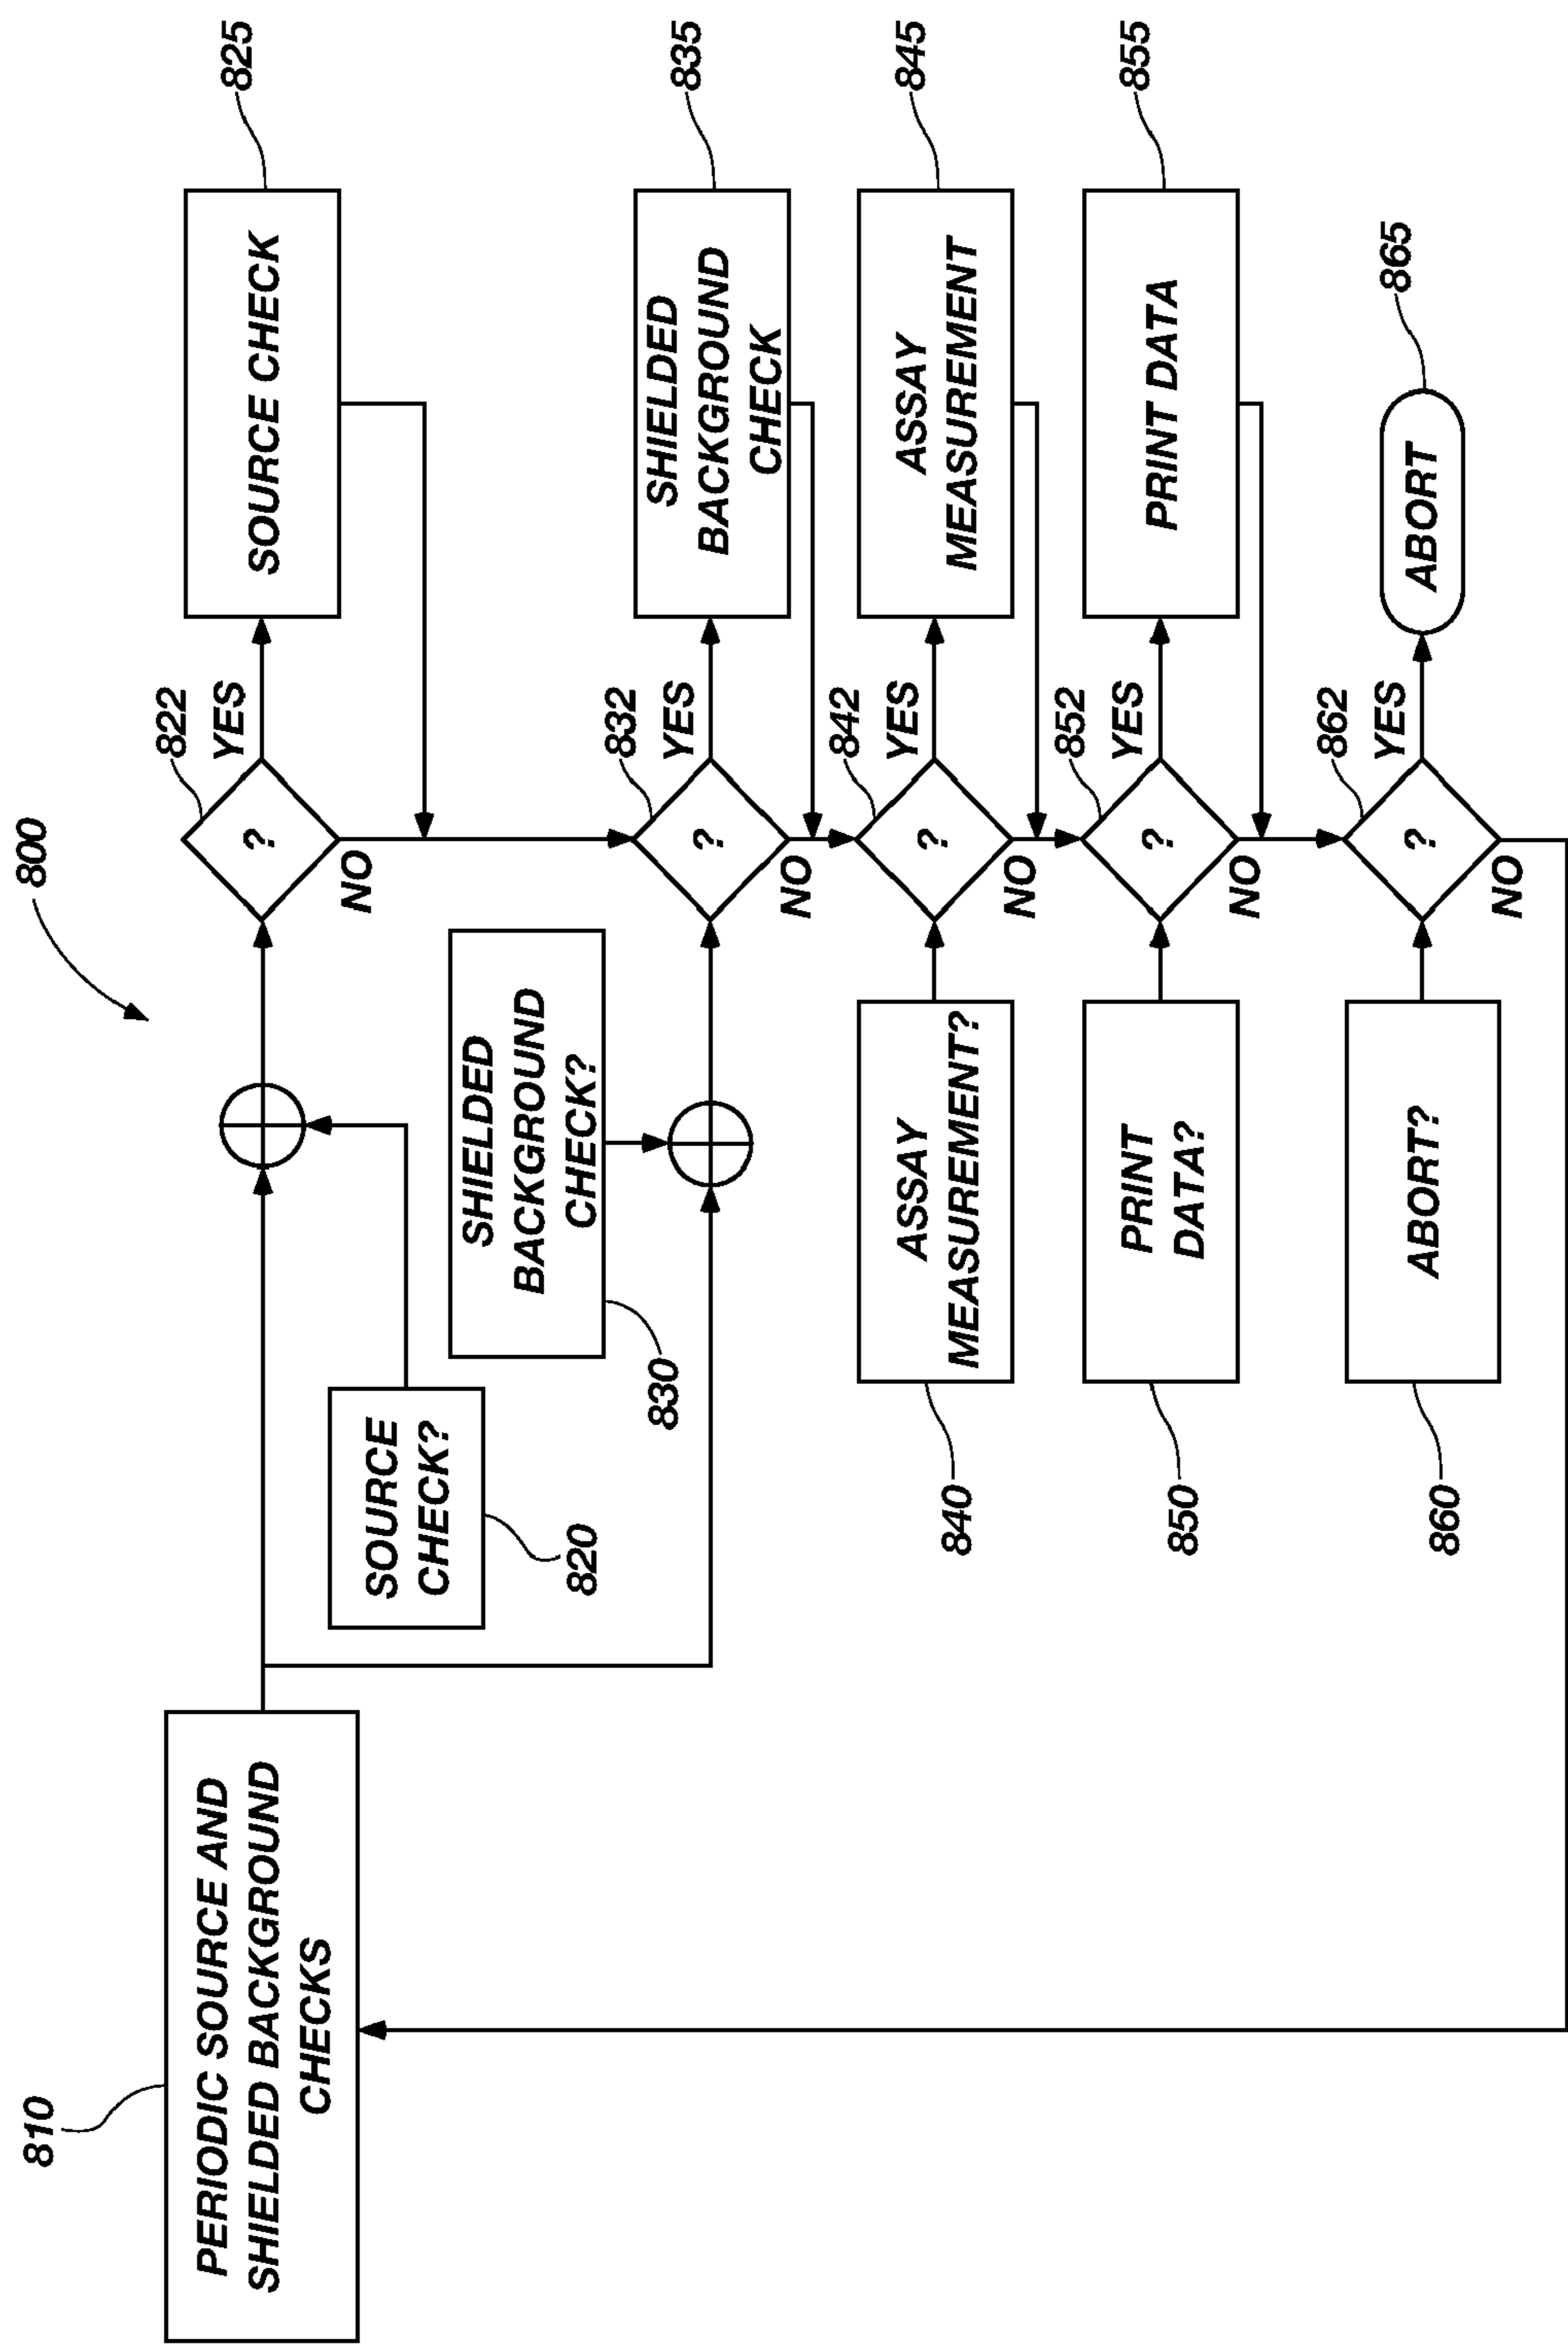 800
810
PERIODIC SOURCE AND
SHIELDED BACKGROUND
CHECKS
SOURCE
CHECK?
820
822
?
YES
NO
SOURCE CHECK
825
SHIELDED
BACKGROUND
CHECK?
830
832
?
YES
NO
SHIELDED
BACKGROUND
CHECK
835
ASSAY
MEASUREMENT?
840
842
?
YES
NO
ASSAY
MEASUREMENT
845
PRINT
DATA?
850
852
?
YES
NO
PRINT DATA
855
ABORT?
860
862
?
YES
NO
ABORT
865